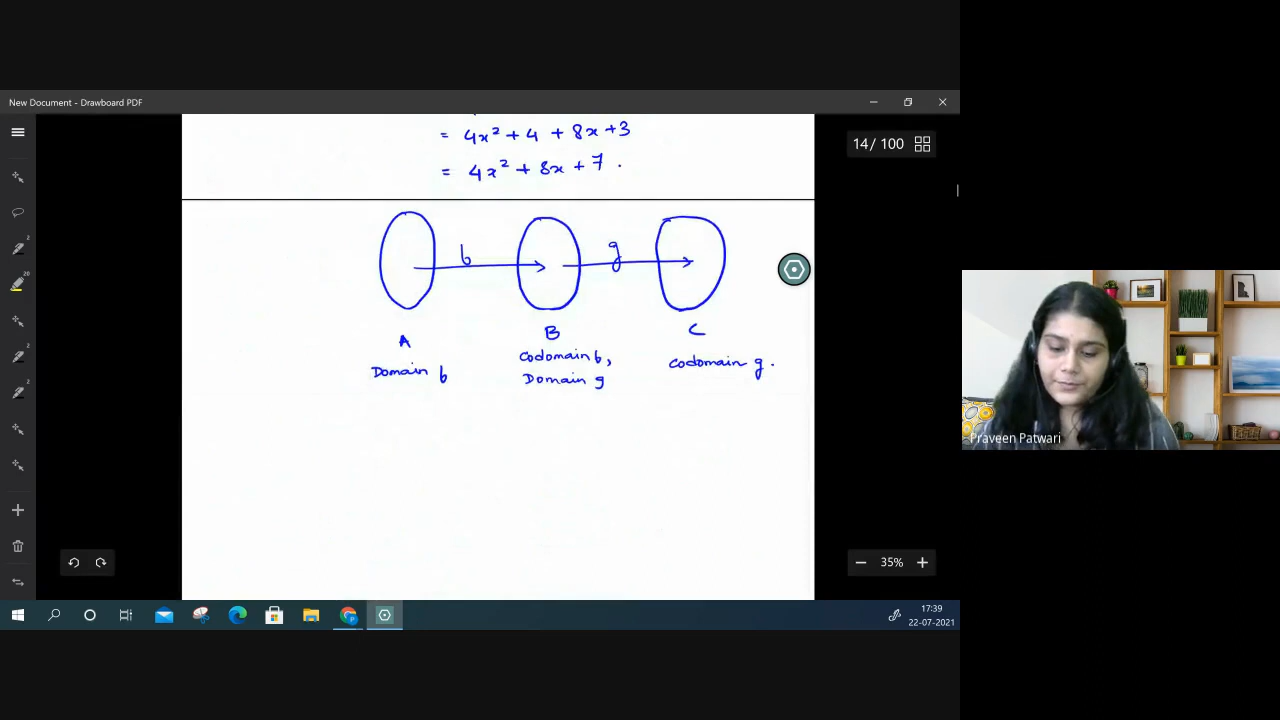 New Document - Drawboard PDF
= 4x² + 4 + 8x + 3
= 4x² + 8x + 7 .
14 / 100
b
g
A
B
C
Domain b
Codomain b,
Domain g
Codomain g.
Praveen Patwari
35%
17:39
22-07-2021